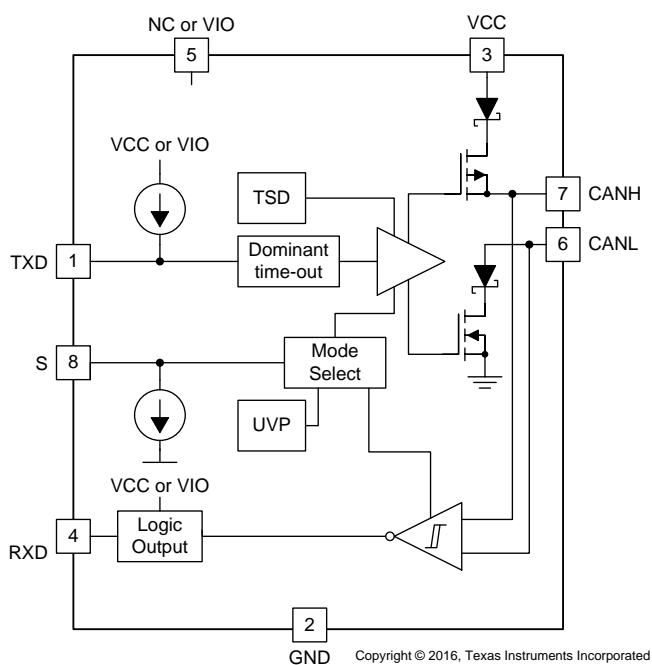 NC or VIO
VCC
5
3
VCC or VIO
TSD
7
CANH
TXD
1
Dominant
time-out
6
CANL
S
8
Mode
Select
UVP
VCC or VIO
RXD
4
Logic
Output
2
GND
Copyright © 2016, Texas Instruments Incorporated